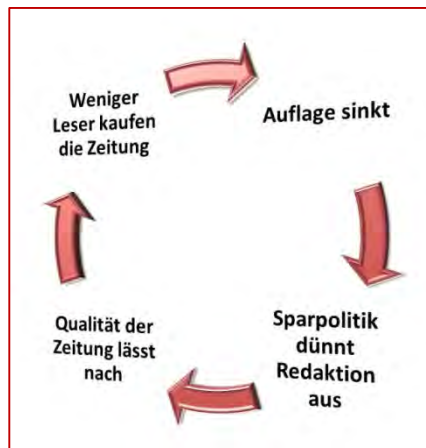 Weniger
Leser kaufen
die Zeitung
Auflage sinkt
Sparpolitik
dünnt
Redaktion
aus
Qualität der
Zeitung lässt
nach